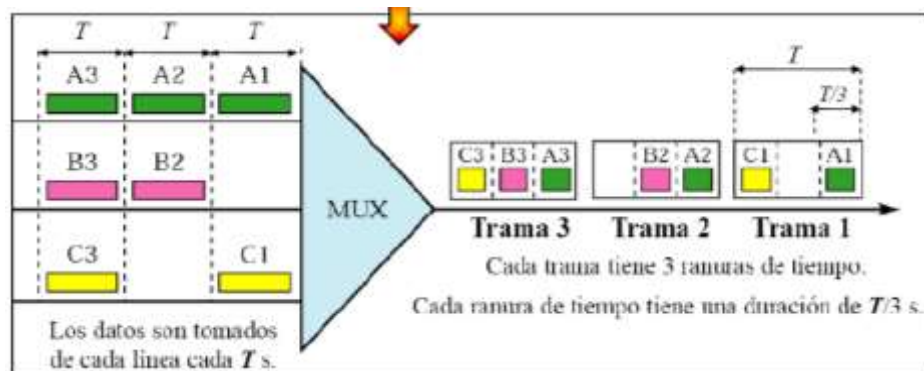 T T T
A3 A2 A1
B3 B2
C3 C1
MUX
T
T/3
C3 B3 A3 B2 A2 C1 A1
Trama 3 Trama 2 Trama 1
Cada trama tiene 3 ranuras de tiempo.
Cada ranura de tiempo tiene una duración de T/3 s.
Los datos son tomados
de cada línea cada T s.